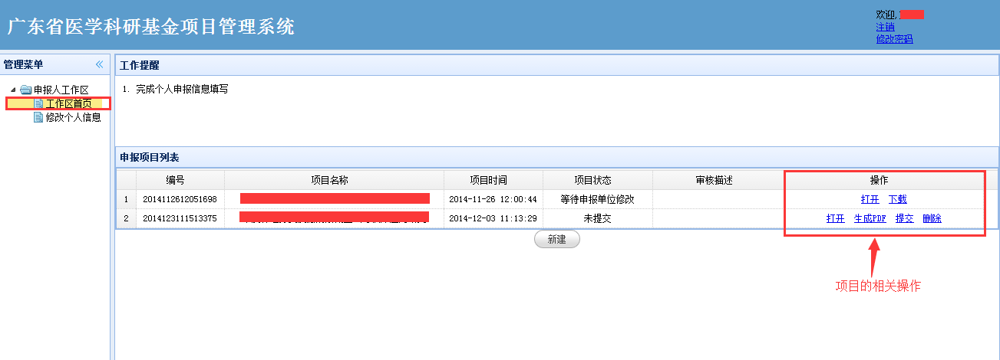 广东省医学科研基金项目管理系统
欢迎,
注销
修改密码
管理菜单
申报人工作区
工作区首页
修改个人信息
工作提醒
1. 完成个人申报信息填写
申报项目列表
编号 项目名称 项目时间 项目状态 审核描述 操作
1 2014112612051698 2014-11-26 12:00:44 等待申报单位修改 打开 下载
2 2014123111513375 2014-12-03 11:13:29 未提交 打开 生成PDF 提交 删除
新建
项目的相关操作